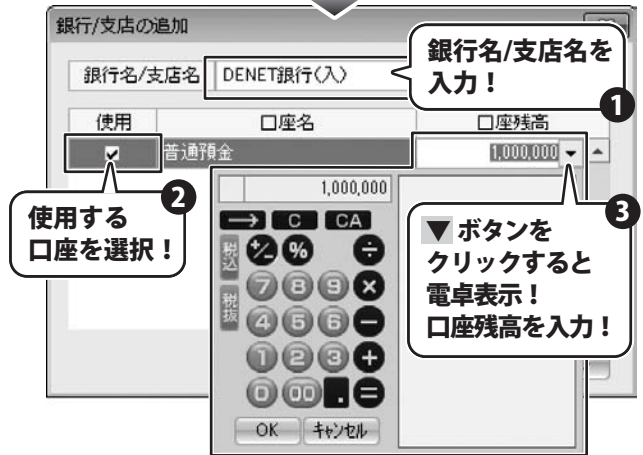 銀行/支店の追加
銀行名/支店名 DENET銀行(入)
銀行名/支店名を
入力！
1
使用 口座名 口座残高
普通預金 1,000,000
2
使用する
口座を選択！
3
▼ボタンを
クリックすると
電卓表示！
口座残高を入力！
1,000,000
→ C CA
税込 +/- % ÷
7 8 9 ×
税抜
4 5 6 −
1 2 3 +
0 00 . =
OK キャンセル